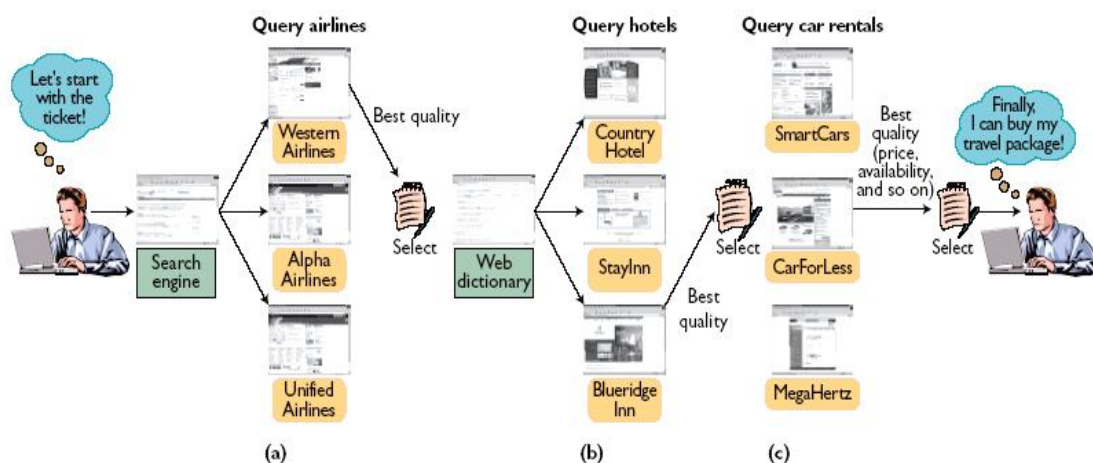 Query airlines
Query hotels
Query car rentals
Let's start
with the
ticket!
Search
engine
Western
Airlines
Alpha
Airlines
Unified
Airlines
Best quality
Select
Web
dictionary
Country
Hotel
StayInn
Blueridge
Inn
Best
quality
Select
SmartCars
CarForLess
MegaHertz
Best
quality
(price,
availability,
and so on)
Select
Finally,
I can buy my
travel package!
(a)
(b)
(c)